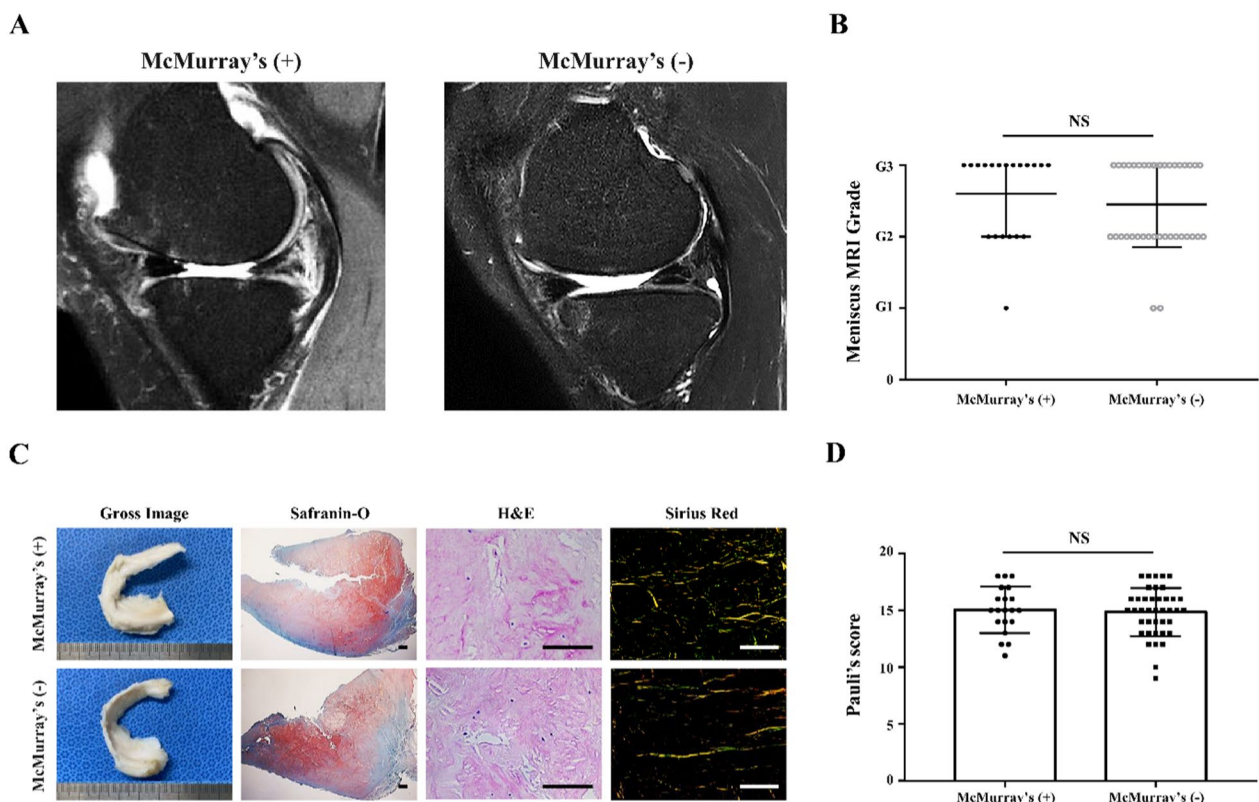 A
McMurray's (+)
McMurray's (-)
B
NS
G3
G2
G1
0
Meniscus MRI Grade
McMurray's (+)
McMurray's (-)
C
Gross Image
Safranin-O
H&E
Sirius Red
McMurray's (+)
McMurray's (-)
D
NS
20
15
10
5
0
Pauli's score
McMurray's (+)
McMurray's (-)